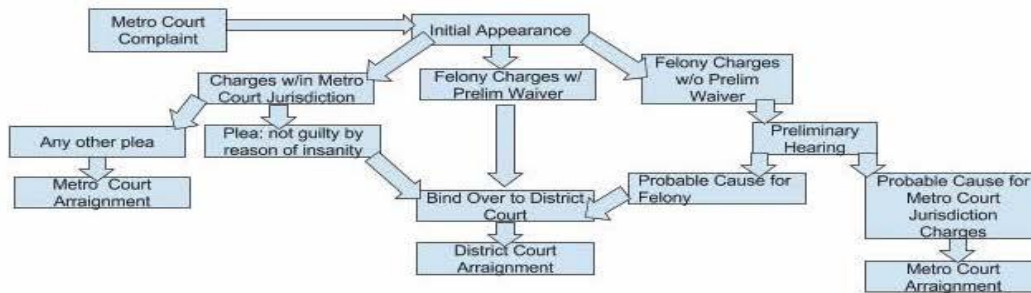 Metro Court
Complaint
Initial Appearance
Charges w/in Metro
Court Jurisdiction
Felony Charges w/
Prelim Waiver
Felony Charges
w/o Prelim
Waiver
Any other plea
Plea: not guilty by
reason of insanity
Preliminary
Hearing
Metro Court
Arraignment
Bind Over to District
Court
Probable Cause for
Felony
Probable Cause for
Metro Court
Jurisdiction
Charges
District Court
Arraignment
Metro Court
Arraignment